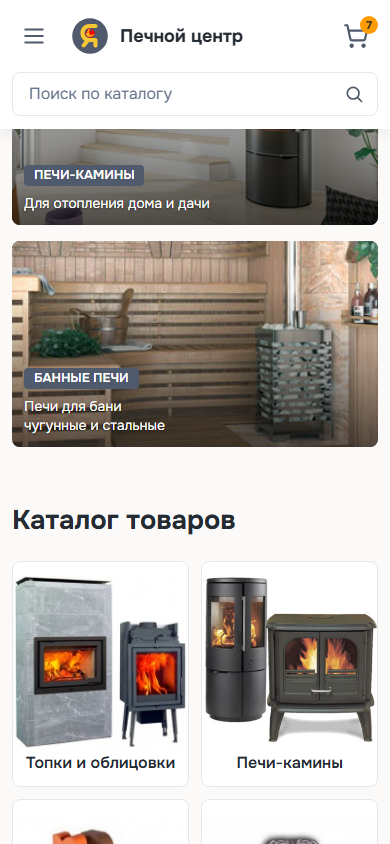 Печной центр
7
Поиск по каталогу
ПЕЧИ-КАМИНЫ
Для отопления дома и дачи
БАННЫЕ ПЕЧИ
Печи для бани
чугунные и стальные
Каталог товаров
Топки и облицовки
Печи-камины